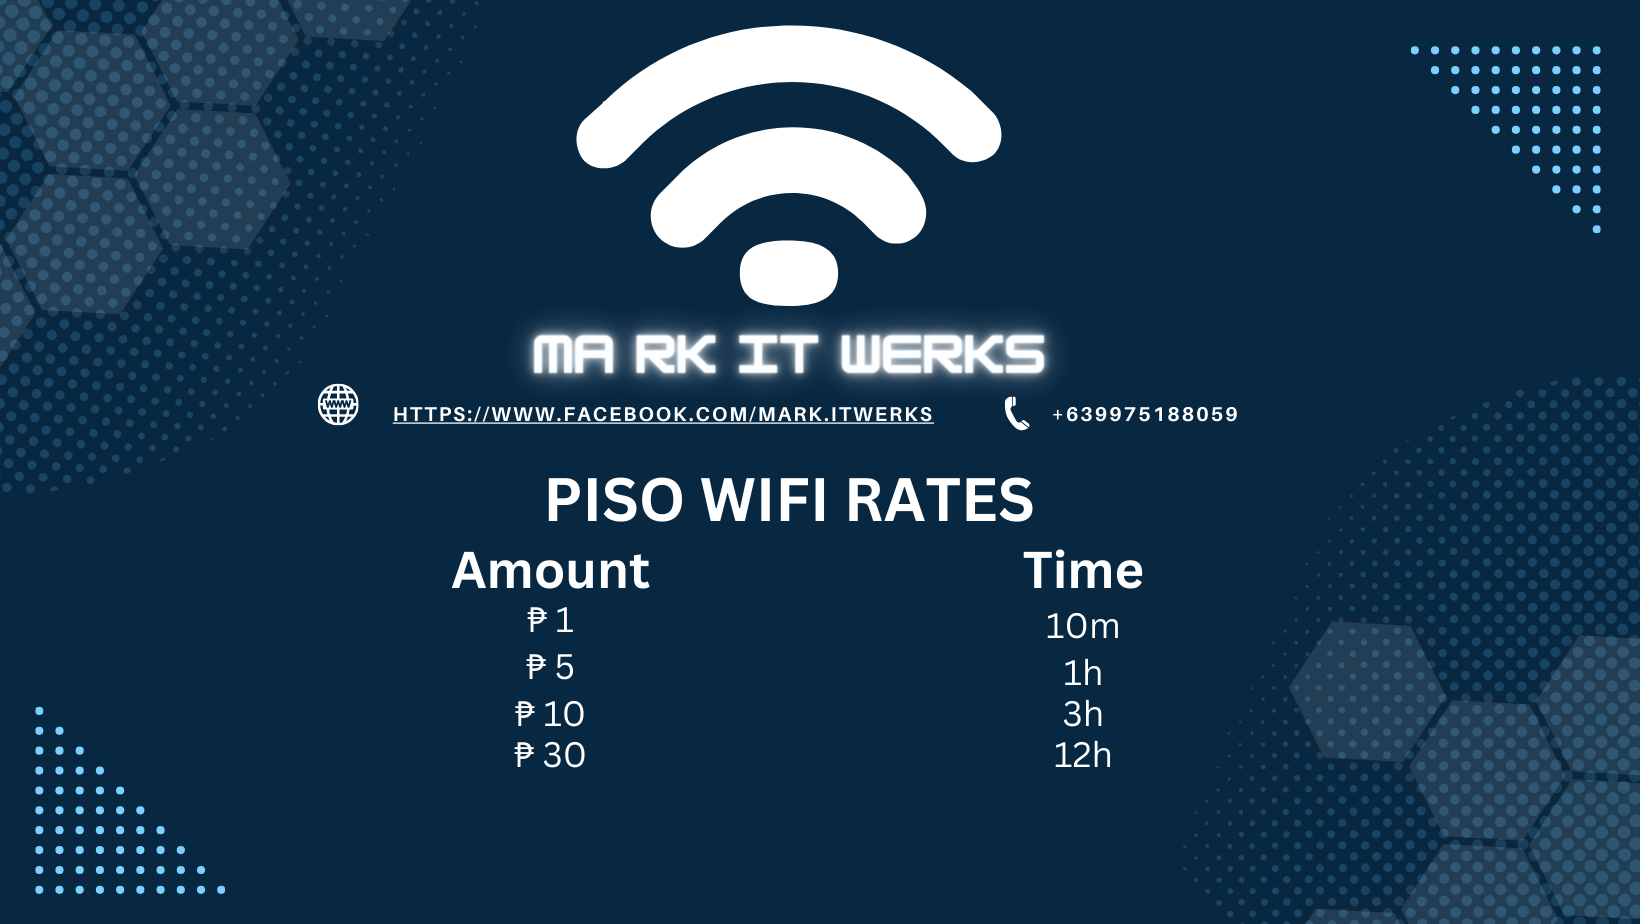 MA RK IT WERKS
WWW
HTTPS://WWW.FACEBOOK.COM/MARK.ITWERKS +639975188059
PISO WIFI RATES
Amount Time
₱ 1 10m
₱ 5 1h
₱ 10 3h
₱ 30 12h